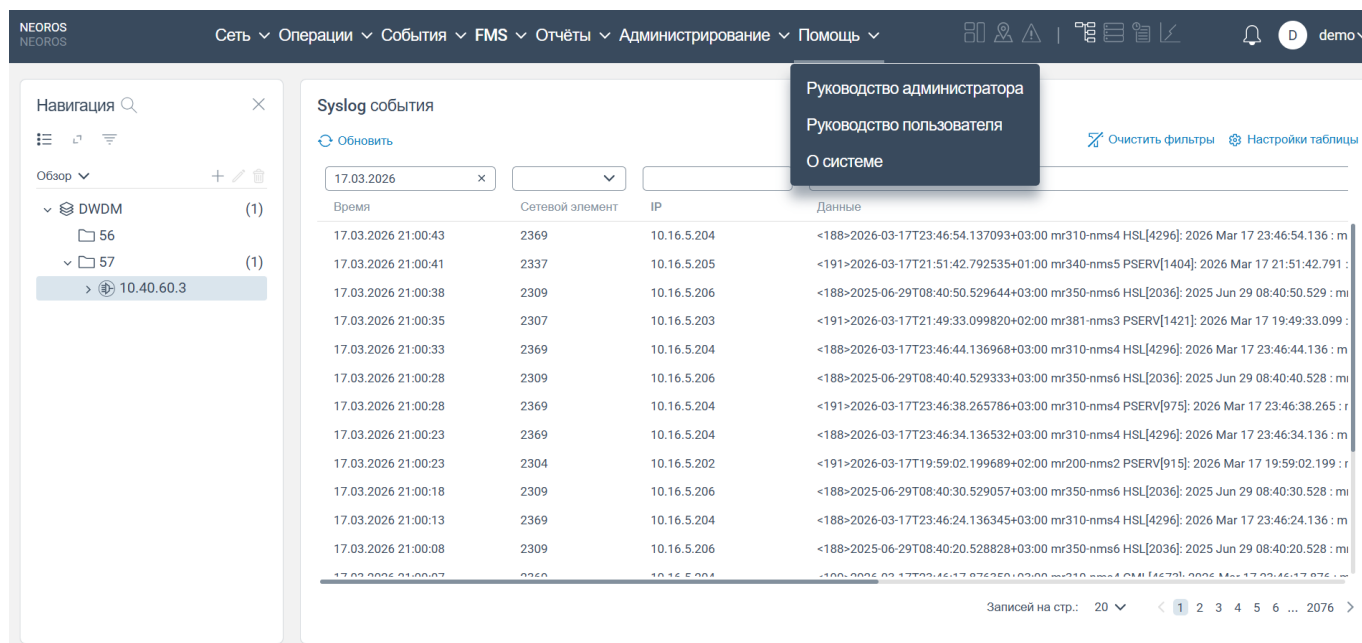 NEOROS
NEOROS
Сеть Операции События FMS Отчёты Администрирование Помощь
D demo
Руководство администратора
Руководство пользователя
О системе
Навигация
Обзор
DWDM (1)
56
57 (1)
10.40.60.3
Syslog события
Обновить
Очистить фильтры Настройки таблицы
17.03.2026
Время Сетевой элемент IP Данные
17.03.2026 21:00:43 2369 10.16.5.204 <188>2026-03-17T23:46:54.137093+03:00 mr310-nms4 HSL[4296]: 2026 Mar 17 23:46:54.136 : m
17.03.2026 21:00:41 2337 10.16.5.205 <191>2026-03-17T21:51:42.792535+01:00 mr340-nms5 PSERV[1404]: 2026 Mar 17 21:51:42.791 :
17.03.2026 21:00:38 2309 10.16.5.206 <188>2025-06-29T08:40:50.529644+03:00 mr350-nms6 HSL[2036]: 2025 Jun 29 08:40:50.529 : mr
17.03.2026 21:00:35 2307 10.16.5.203 <191>2026-03-17T21:49:33.099820+02:00 mr381-nms3 PSERV[1421]: 2026 Mar 17 19:49:33.099 :
17.03.2026 21:00:33 2369 10.16.5.204 <188>2026-03-17T23:46:44.136968+03:00 mr310-nms4 HSL[4296]: 2026 Mar 17 23:46:44.136 : m
17.03.2026 21:00:28 2309 10.16.5.206 <188>2025-06-29T08:40:40.529333+03:00 mr350-nms6 HSL[2036]: 2025 Jun 29 08:40:40.528 : mr
17.03.2026 21:00:28 2369 10.16.5.204 <191>2026-03-17T23:46:38.265786+03:00 mr310-nms4 PSERV[975]: 2026 Mar 17 23:46:38.265 : r
17.03.2026 21:00:23 2369 10.16.5.204 <188>2026-03-17T23:46:34.136532+03:00 mr310-nms4 HSL[4296]: 2026 Mar 17 23:46:34.136 : m
17.03.2026 21:00:23 2304 10.16.5.202 <191>2026-03-17T19:59:02.199689+02:00 mr200-nms2 PSERV[915]: 2026 Mar 17 19:59:02.199 : r
17.03.2026 21:00:18 2309 10.16.5.206 <188>2025-06-29T08:40:30.529057+03:00 mr350-nms6 HSL[2036]: 2025 Jun 29 08:40:30.528 : mr
17.03.2026 21:00:13 2369 10.16.5.204 <188>2026-03-17T23:46:24.136345+03:00 mr310-nms4 HSL[4296]: 2026 Mar 17 23:46:24.136 : m
17.03.2026 21:00:08 2309 10.16.5.206 <188>2025-06-29T08:40:20.528828+03:00 mr350-nms6 HSL[2036]: 2025 Jun 29 08:40:20.528 : mr
17.03.2026 21:00:07 2369 10.16.5.204
Записей на стр.: 20 1 2 3 4 5 6 ... 2076